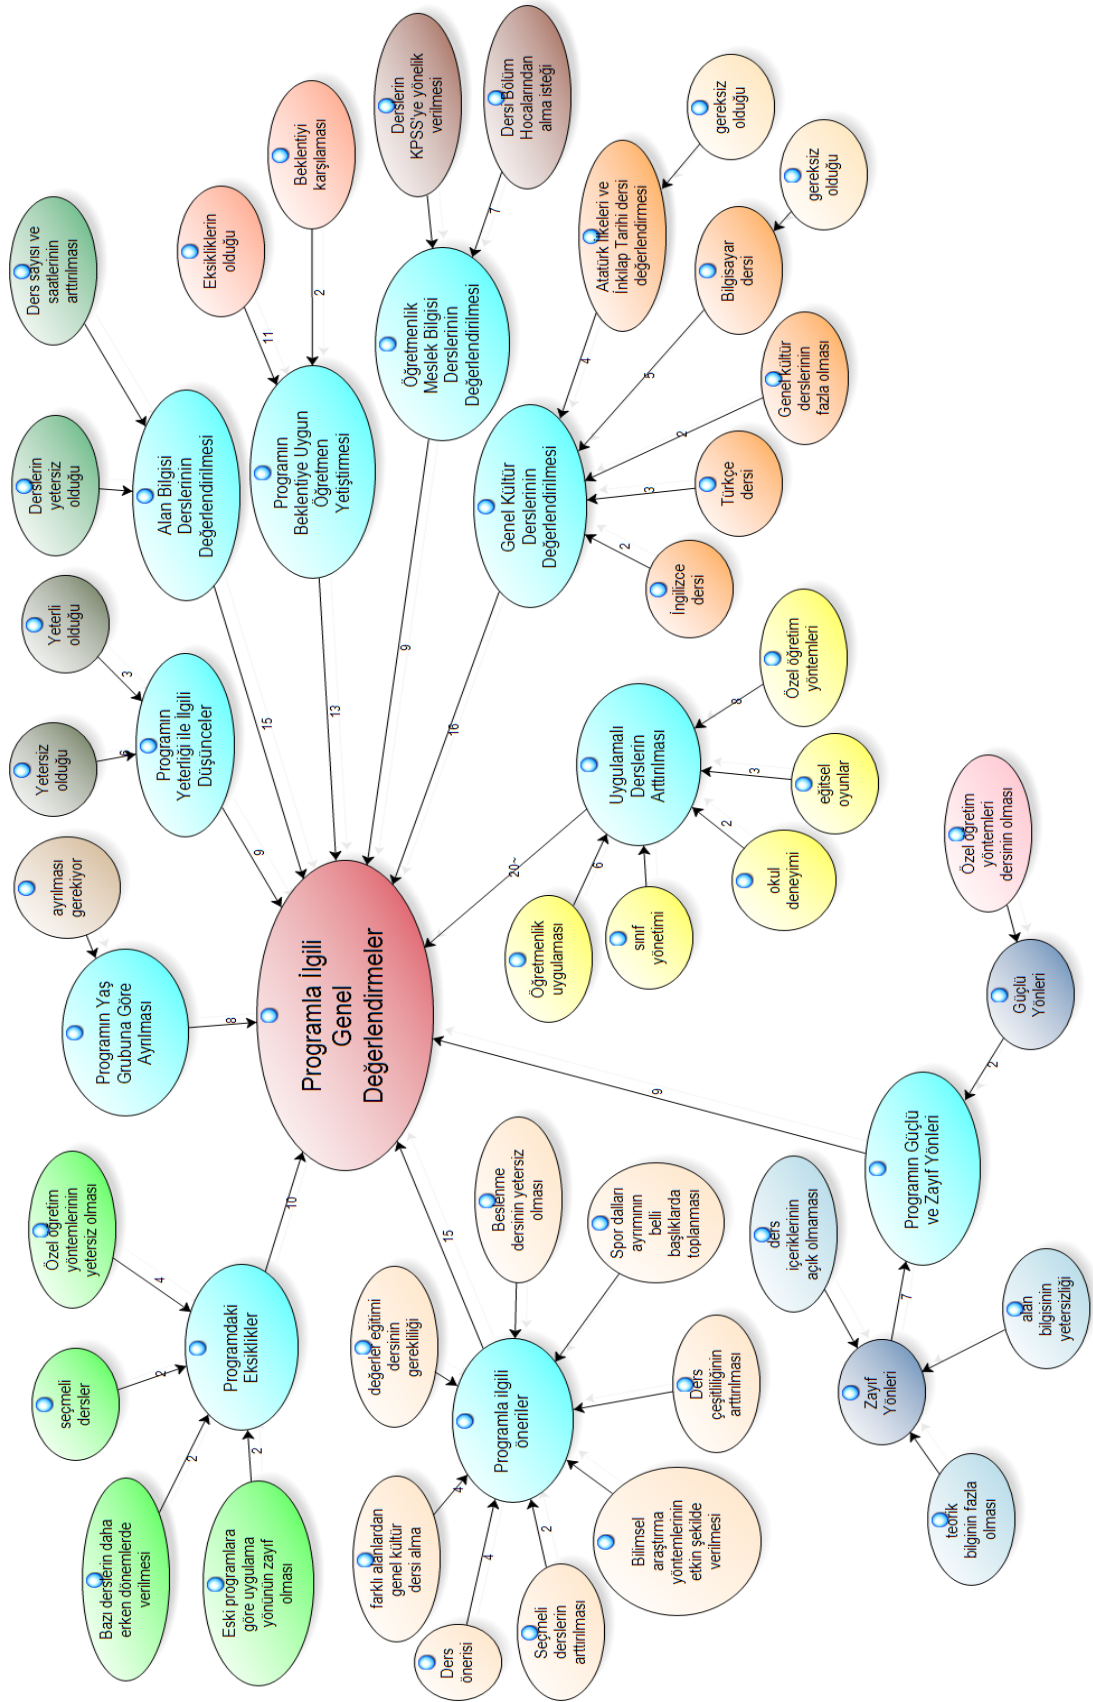 Bazı derslerin daha
erken dönemlerde
verilmesi
2
seçmeli
dersler
2
Özel öğretim
yöntemlerinin
yetersiz olması
4
Eski programlara
göre uygulama
yönünün zayıf
olması
2
Programdaki
Eksiklikler
10
Programın Yaş
Grubuna Göre
Ayrılması
8
ayrılması
gerekiyor
Yetersiz
olduğu
6
Yeterli
olduğu
3
Programın
Yeterliği ile İlgili
Düşünceler
9
Derslerin
yetersiz
olduğu
Ders sayısı ve
saatlerinin
arttırılması
Alan Bilgisi
Derslerinin
Değerlendirilmesi
15
Eksikliklerin
olduğu
11
Beklentiyi
karşılaması
2
Programın
Beklentiye Uygun
Öğretmen
Yetiştirmesi
13
Derslerin
KPSS'ye yönelik
verilmesi
Dersi Bölüm
Hocalarından
alma isteği
7
Öğretmenlik
Meslek Bilgisi
Derslerinin
Değerlendirilmesi
9
Programla İlgili
Genel
Değerlendirmeler
Genel Kültür
Derslerinin
Değerlendirilmesi
16
Atatürk İlkeleri ve
İnkılap Tarihi dersi
değerlendirmesi
4
gereksiz
olduğu
Bilgisayar
dersi
5
gereksiz
olduğu
Genel kültür
derslerinin
fazla olması
2
Türkçe
dersi
3
İngilizce
dersi
2
Uygulamalı
Derslerin
Arttırılması
20~
Öğretmenlik
uygulaması
6
sınıf
yönetimi
okul
deneyimi
2
eğitsel
oyunlar
3
Özel öğretim
yöntemleri
8
farklı alanlardan
genel kültür
dersi alma
4
değerler eğitimi
dersinin
gerekliliği
Beslenme
dersinin yetersiz
olması
Ders
önerisi
4
Programla ilgili
öneriler
15
Seçmeli
derslerin
arttırılması
2
Bilimsel
araştırma
yöntemlerinin
etkin şekilde
verilmesi
Ders
çeşitliliğinin
arttırılması
Spor dalları
ayrımının
belli
başlıklarda
toplanması
Programın Güçlü
ve Zayıf Yönleri
9
Güçlü
Yönleri
2
Özel öğretim
yöntemleri
dersinin olması
Zayıf
Yönleri
7
ders
içeriklerinin
açık olmaması
teorik
bilginin fazla
olması
alan
bilgisinin
yetersizliği